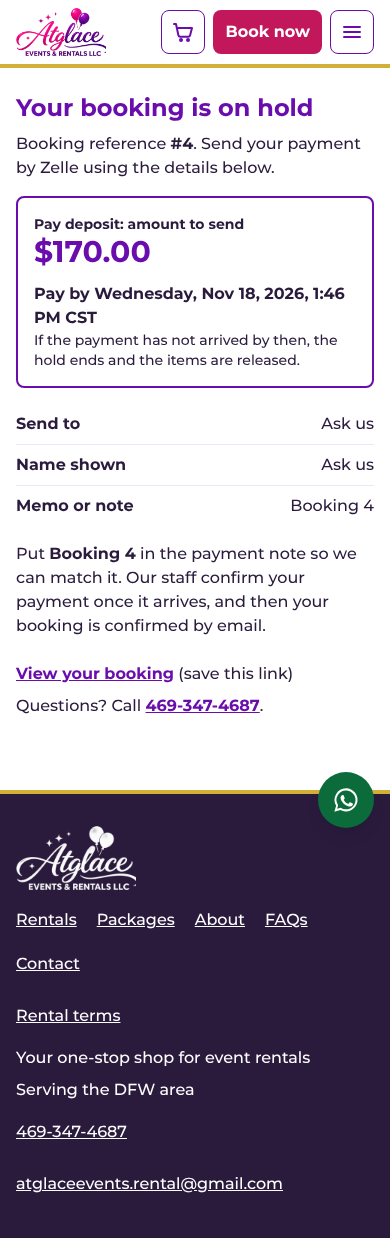 Atglace
EVENTS & RENTALS LLC
Book now
Your booking is on hold
Booking reference #4. Send your payment
by Zelle using the details below.
Pay deposit: amount to send
$170.00
Pay by Wednesday, Nov 18, 2026, 1:46
PM CST
If the payment has not arrived by then, the
hold ends and the items are released.
Send to Ask us
Name shown Ask us
Memo or note Booking 4
Put Booking 4 in the payment note so we
can match it. Our staff confirm your
payment once it arrives, and then your
booking is confirmed by email.
View your booking (save this link)
Questions? Call 469-347-4687.
Atglace
EVENTS & RENTALS LLC
Rentals Packages About FAQs
Contact
Rental terms
Your one-stop shop for event rentals
Serving the DFW area
469-347-4687
atglaceevents.rental@gmail.com